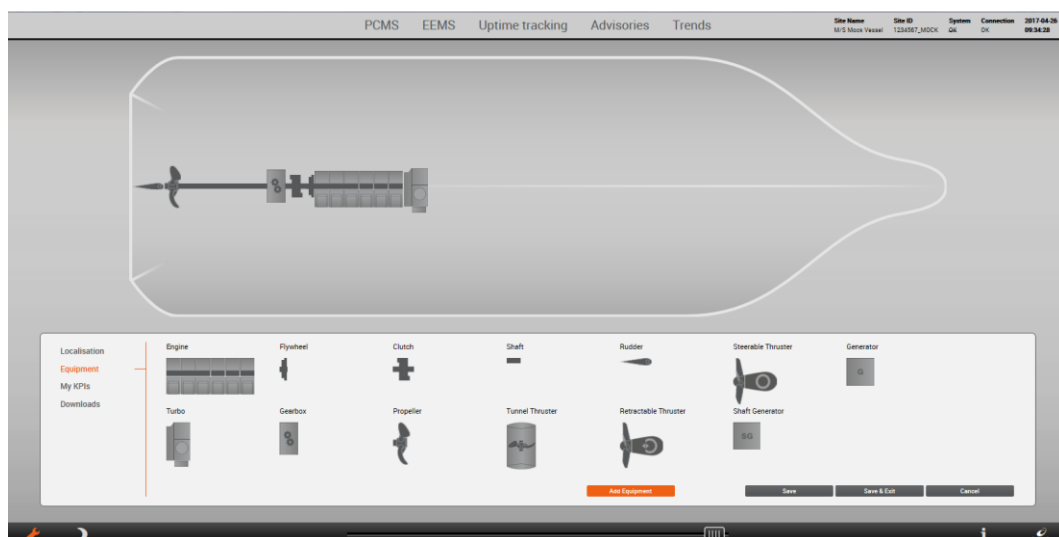 PCMS EEMS Uptime tracking Advisories Trends
Site Name Site ID System Connection 2017-04-26
M/S Mock Vessel 1234567_MOCK OK OK 09:34:28
Localisation
Equipment
My KPIs
Downloads
Engine Flywheel Clutch Shaft Rudder Steerable Thruster Generator
G
Turbo Gearbox Propeller Tunnel Thruster Retractable Thruster Shaft Generator
SG
Add Equipment Save Save & Exit Cancel